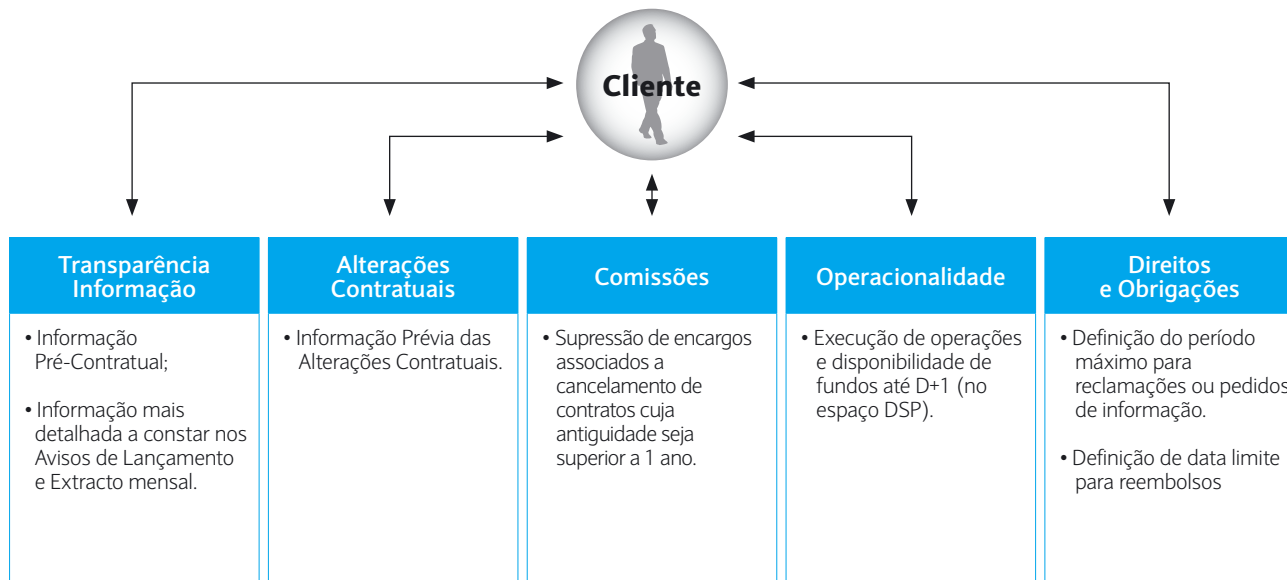 Cliente
Transparência
Informação
• Informação
Pré-Contratual;
• Informação mais
detalhada a constar nos
Avisos de Lançamento
e Extracto mensal.
Alterações
Contratuais
• Informação Prévia das
Alterações Contratuais.
Comissões
• Supressão de encargos
associados a
cancelamento de
contratos cuja
antiguidade seja
superior a 1 ano.
Operacionalidade
• Execução de operações
e disponibilidade de
fundos até D+1 (no
espaço DSP).
Direitos
e Obrigações
• Definição do período
máximo para
reclamações ou pedidos
de informação.
• Definição de data limite
para reembolsos